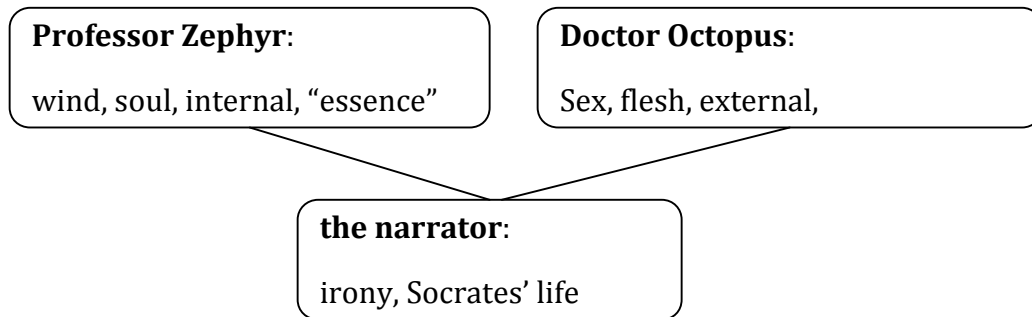 Professor Zephyr:
wind, soul, internal, “essence”
Doctor Octopus:
Sex, flesh, external,
the narrator:
irony, Socrates’ life